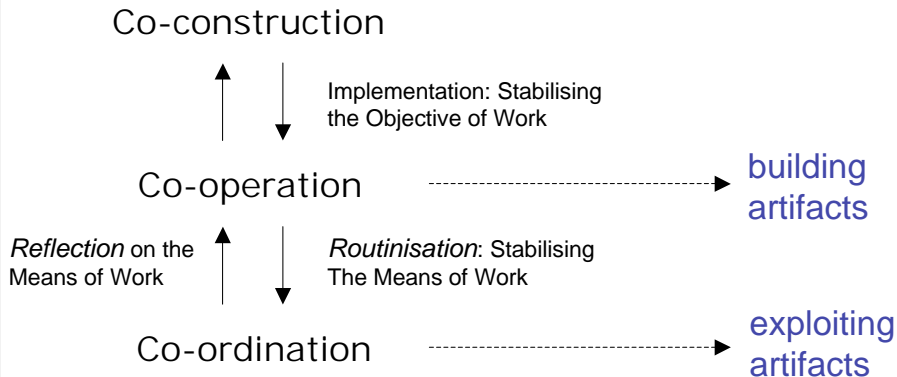 Co-construction
Implementation: Stabilising
the Objective of Work
Co-operation
building
artifacts
Reflection on the
Means of Work
Routinisation: Stabilising
The Means of Work
Co-ordination
exploiting
artifacts